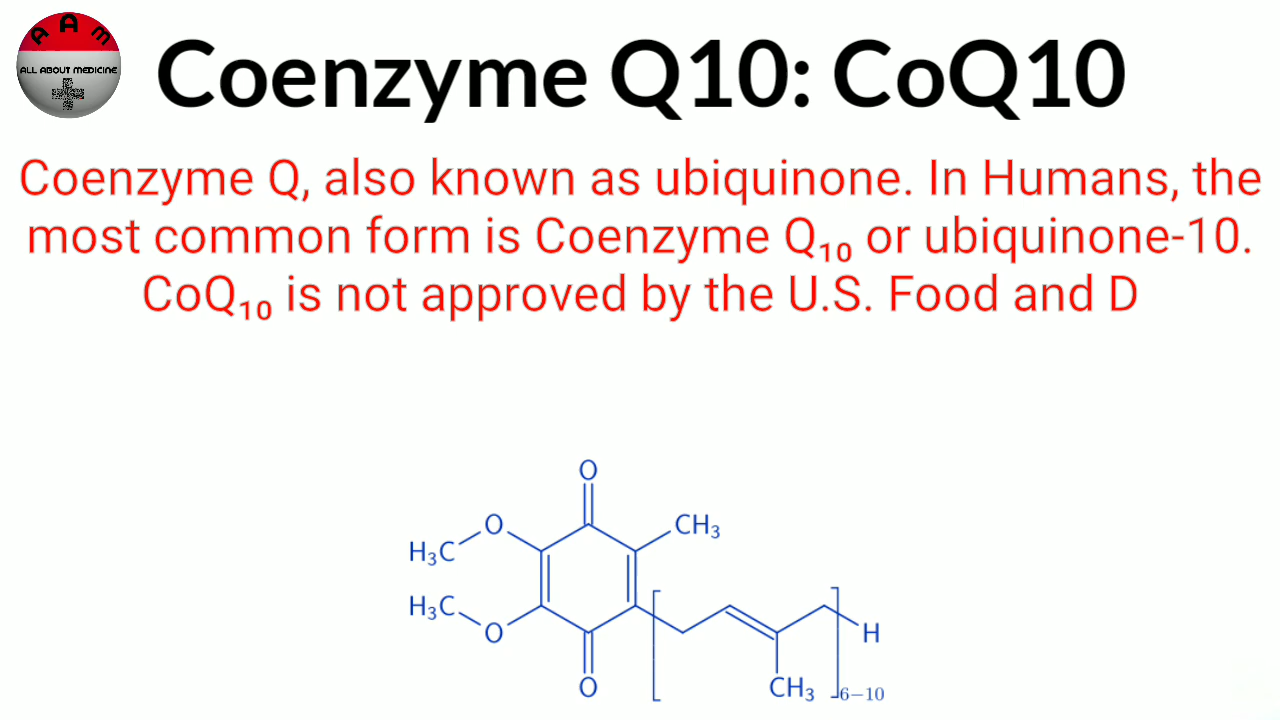 A A M
ALL ABOUT MEDICINE
Coenzyme Q10: CoQ10
Coenzyme Q, also known as ubiquinone. In Humans, the
most common form is Coenzyme Q₁₀ or ubiquinone-10.
CoQ₁₀ is not approved by the U.S. Food and D
O
O
CH₃
H₃C
H₃C
O
H
O
CH₃
6–10